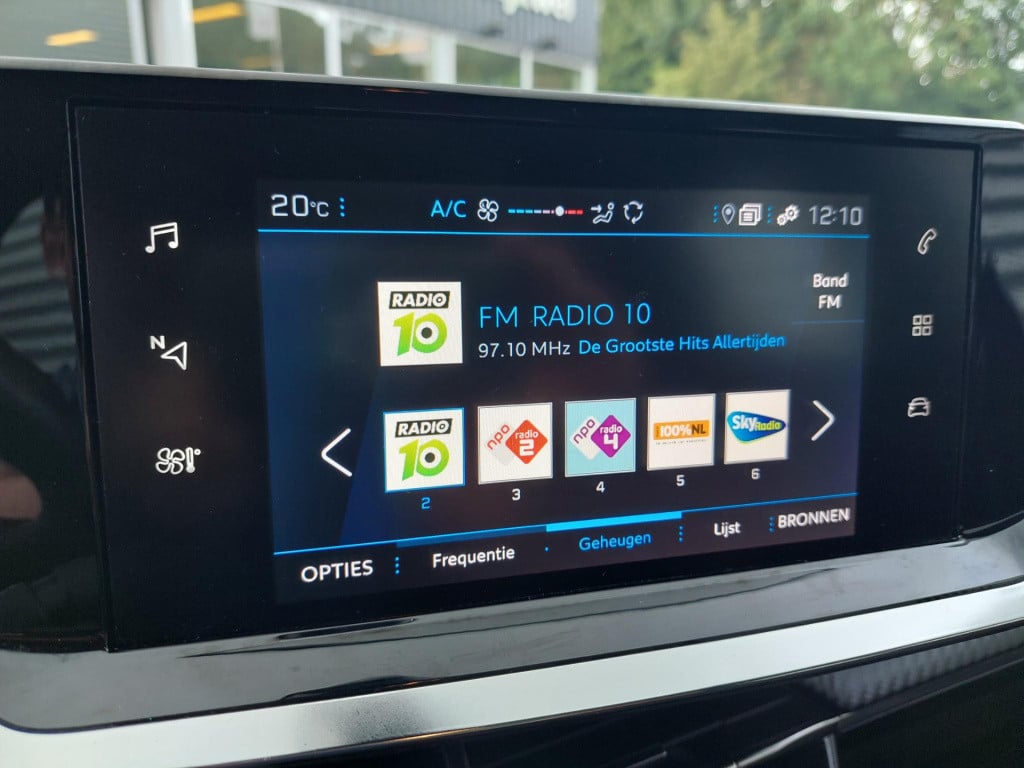 20°C
A/C
12:10
Band
FM
RADIO
10
FM RADIO 10
97.10 MHz De Grootste Hits Allertijden
RADIO
10
npo radio 2
npo radio 4
100%NL
Sky Radio
2 3 4 5 6
OPTIES Frequentie Geheugen Lijst BRONNEN
N